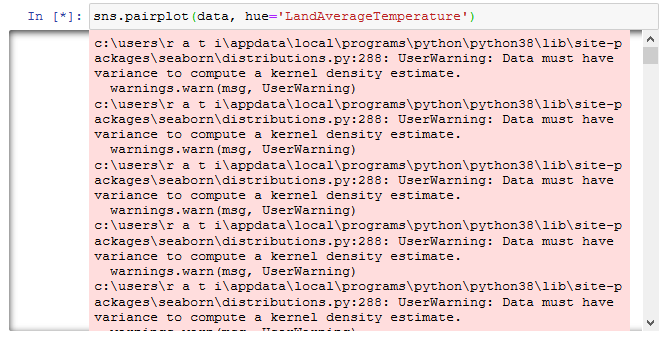 In [*]: sns.pairplot(data, hue='LandAverageTemperature')
c:\users\r a t i\appdata\local\programs\python\python38\lib\site-p
ackages\seaborn\distributions.py:288: UserWarning: Data must have
variance to compute a kernel density estimate.
  warnings.warn(msg, UserWarning)
c:\users\r a t i\appdata\local\programs\python\python38\lib\site-p
ackages\seaborn\distributions.py:288: UserWarning: Data must have
variance to compute a kernel density estimate.
  warnings.warn(msg, UserWarning)
c:\users\r a t i\appdata\local\programs\python\python38\lib\site-p
ackages\seaborn\distributions.py:288: UserWarning: Data must have
variance to compute a kernel density estimate.
  warnings.warn(msg, UserWarning)
c:\users\r a t i\appdata\local\programs\python\python38\lib\site-p
ackages\seaborn\distributions.py:288: UserWarning: Data must have
variance to compute a kernel density estimate.
  warnings.warn(msg, UserWarning)
c:\users\r a t i\appdata\local\programs\python\python38\lib\site-p
ackages\seaborn\distributions.py:288: UserWarning: Data must have
variance to compute a kernel density estimate.